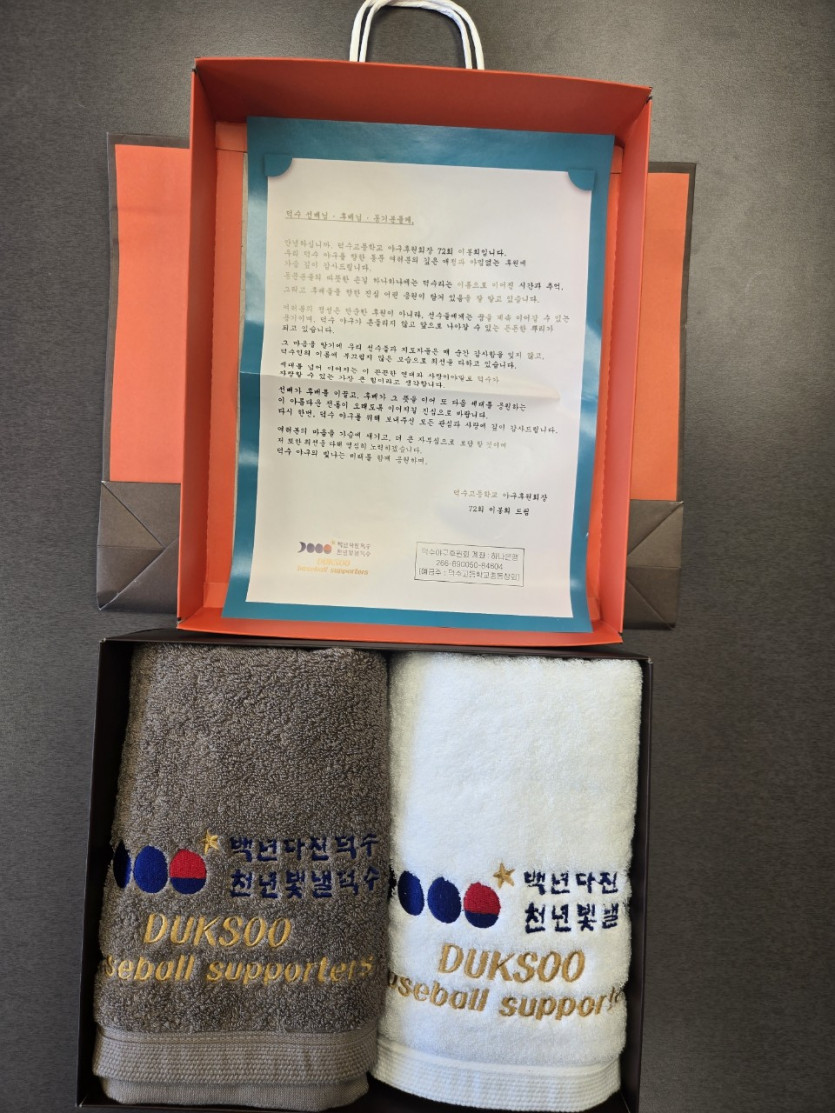 덕수 선배님 · 후배님 · 동기분들께,
안녕하십니까, 덕수고등학교 야구후원회장 72회 이봉희입니다.
우리 덕수 야구를 향한 동문 여러분의 깊은 애정과 아낌없는 후원에
가슴 깊이 감사드립니다.
동문분들의 따뜻한 손길 하나하나에는 덕수라는 이름으로 이어진 시간과 추억,
그리고 후배들을 향한 진심 어린 응원이 담겨 있음을 잘 알고 있습니다.
여러분의 정성은 단순한 후원이 아니라, 선수들에게는 꿈을 계속 이어갈 수 있는
용기이며, 덕수 야구가 흔들리지 않고 앞으로 나아갈 수 있는 든든한 뿌리가
되고 있습니다.
그 마음을 알기에 우리 선수들과 지도자들은 매 순간 감사함을 잊지 않고,
덕수인의 이름에 부끄럽지 않은 모습으로 최선을 다하고 있습니다.
세대를 넘어 이어지는 이 끈끈한 연대와 사랑이야말로 덕수가
자랑할 수 있는 가장 큰 힘이라고 생각합니다.
선배가 후배를 이끌고, 후배가 그 뜻을 이어 또 다음 세대를 응원하는
이 아름다운 전통이 오래도록 이어지길 진심으로 바랍니다.
다시 한번, 덕수 야구를 위해 보내주신 모든 관심과 사랑에 깊이 감사드립니다.
여러분의 마음을 가슴에 새기고, 더 큰 자부심으로 보답할 수 있도록
저 또한 최선을 다해 노력하겠습니다.
덕수 야구의 빛나는 미래를 함께 응원하며,
덕수고등학교 야구후원회장
72회 이봉희 드림
백년다진덕수
천년빛낼덕수
DUKSOO
baseball supporters
덕수야구후원회 계좌 : 하나은행
(예금주 : 덕수고등학교총동창회)
백년다진덕수
천년빛낼덕수
DUKSOO
seball supporters
백년다진
천년빛낼
DUKSOO
seball supporte